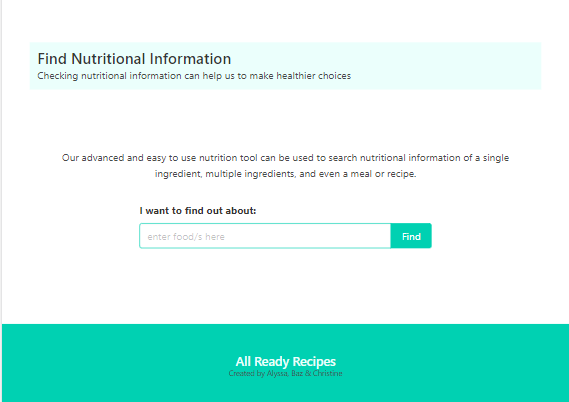 Find Nutritional Information
Checking nutritional information can help us to make healthier choices
Our advanced and easy to use nutrition tool can be used to search nutritional information of a single
ingredient, multiple ingredients, and even a meal or recipe.
I want to find out about:
enter food/s here
Find
All Ready Recipes
Created by Alyssa, Baz & Christine